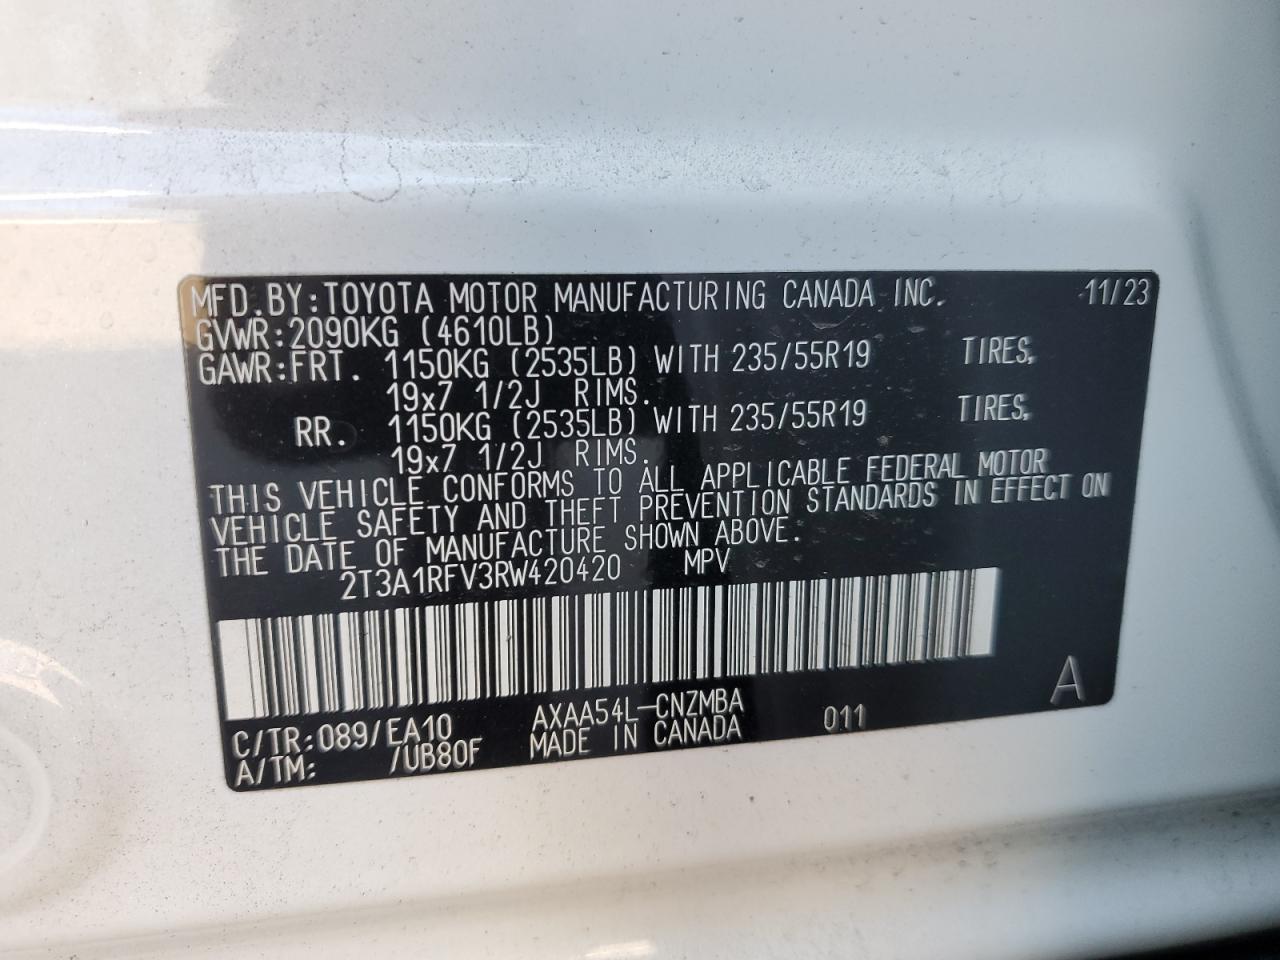 MFD.BY:TOYOTA MOTOR MANUFACTURING CANADA INC. 11/23
GVWR:2090KG (4610LB)
GAWR:FRT. 1150KG (2535LB) WITH 235/55R19 TIRES,
19x7 1/2J RIMS.
RR. 1150KG (2535LB) WITH 235/55R19 TIRES,
19x7 1/2J RIMS.
THIS VEHICLE CONFORMS TO ALL APPLICABLE FEDERAL MOTOR
VEHICLE SAFETY AND THEFT PREVENTION STANDARDS IN EFFECT ON
THE DATE OF MANUFACTURE SHOWN ABOVE.
2T3A1RFV3RW420420 MPV
A
C/TR:089/EA10 AXAA54L-CNZMBA 011
A/TM: /UB80F MADE IN CANADA